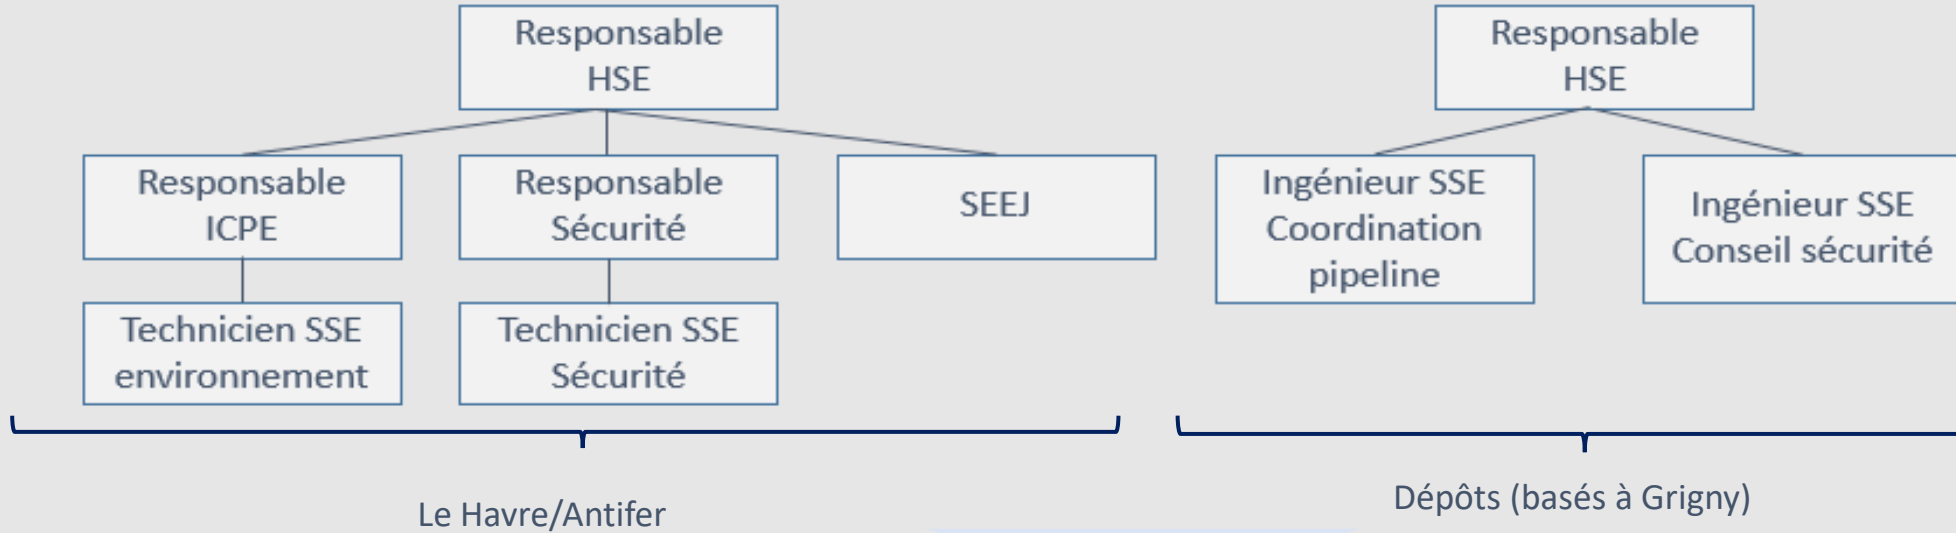 Responsable
HSE
Responsable
HSE
Responsable
ICPE
Responsable
Sécurité
SEEJ
Ingénieur SSE
Coordination
pipeline
Ingénieur SSE
Conseil sécurité
Technicien SSE
environnement
Technicien SSE
Sécurité
Le Havre/Antifer
Dépôts (basés à Grigny)